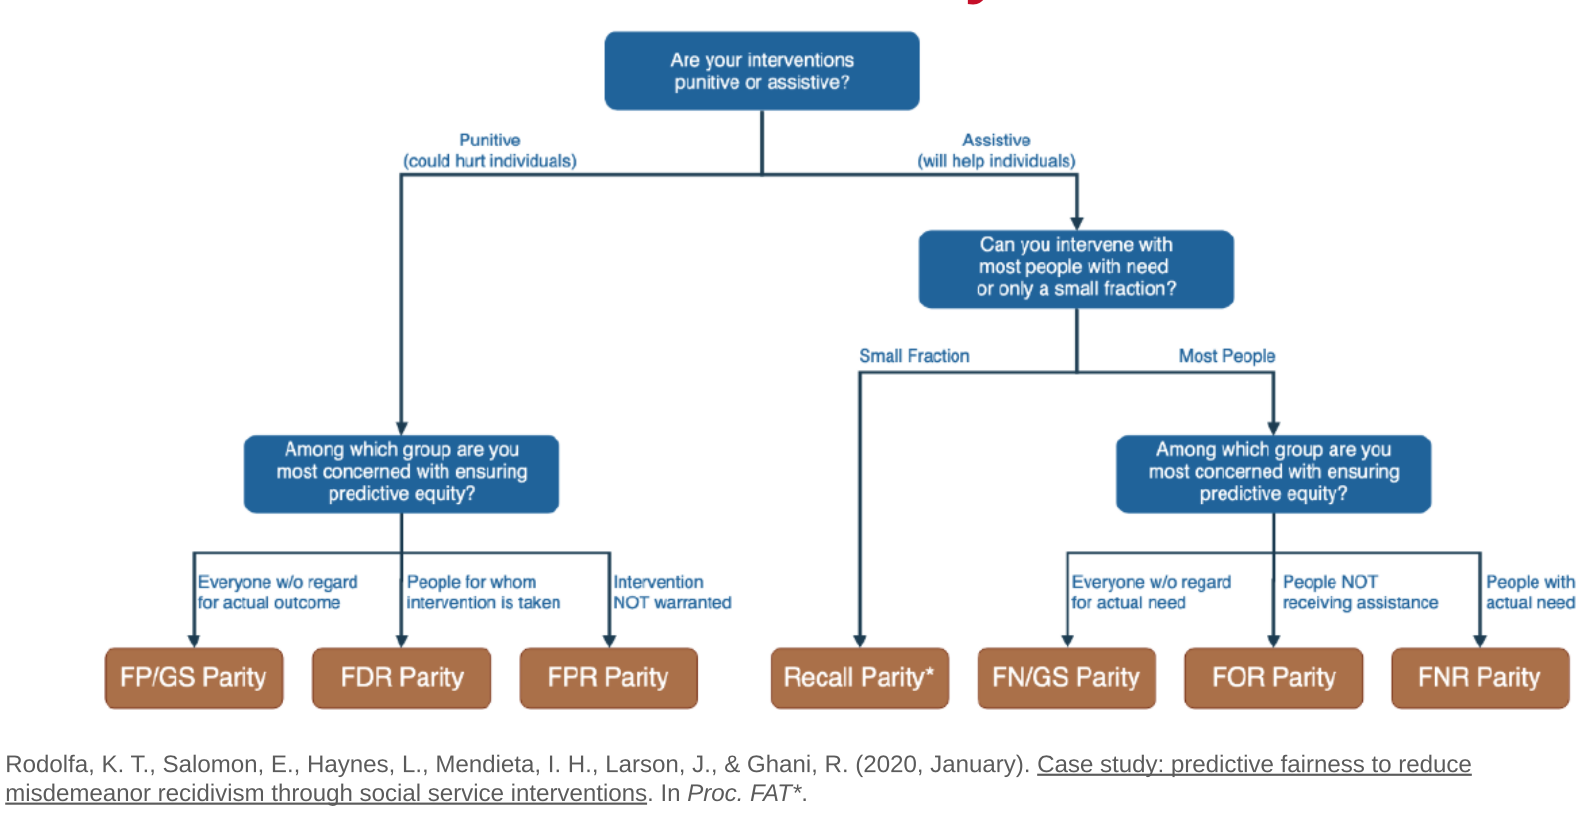 Are your interventions
punitive or assistive?
Punitive
(could hurt individuals)
Assistive
(will help individuals)
Can you intervene with
most people with need
or only a small fraction?
Small Fraction
Most People
Among which group are you
most concerned with ensuring
predictive equity?
Among which group are you
most concerned with ensuring
predictive equity?
Everyone w/o regard
for actual outcome
People for whom
intervention is taken
Intervention
NOT warranted
Everyone w/o regard
for actual need
People NOT
receiving assistance
People with
actual need
FP/GS Parity
FDR Parity
FPR Parity
Recall Parity*
FN/GS Parity
FOR Parity
FNR Parity
Rodolfa, K. T., Salomon, E., Haynes, L., Mendieta, I. H., Larson, J., & Ghani, R. (2020, January). Case study: predictive fairness to reduce
misdemeanor recidivism through social service interventions. In Proc. FAT*.